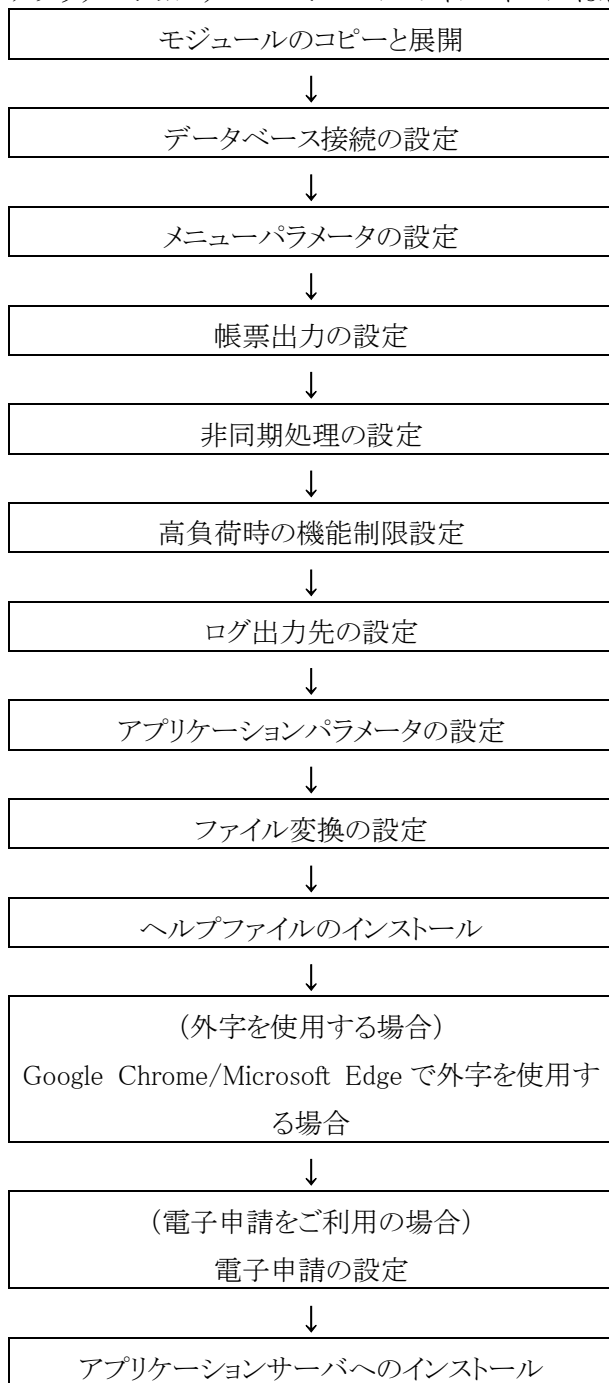 モジュールのコピーと展開
↓
データベース接続の設定
↓
メニューパラメータの設定
↓
帳票出力の設定
↓
非同期処理の設定
↓
高負荷時の機能制限設定
↓
ログ出力先の設定
↓
アプリケーションパラメータの設定
↓
ファイル変換の設定
↓
ヘルプファイルのインストール
↓
(外字を使用する場合)
Google Chrome/Microsoft Edge で外字を使用す
る場合
↓
(電子申請をご利用の場合)
電子申請の設定
↓
アプリケーションサーバへのインストール